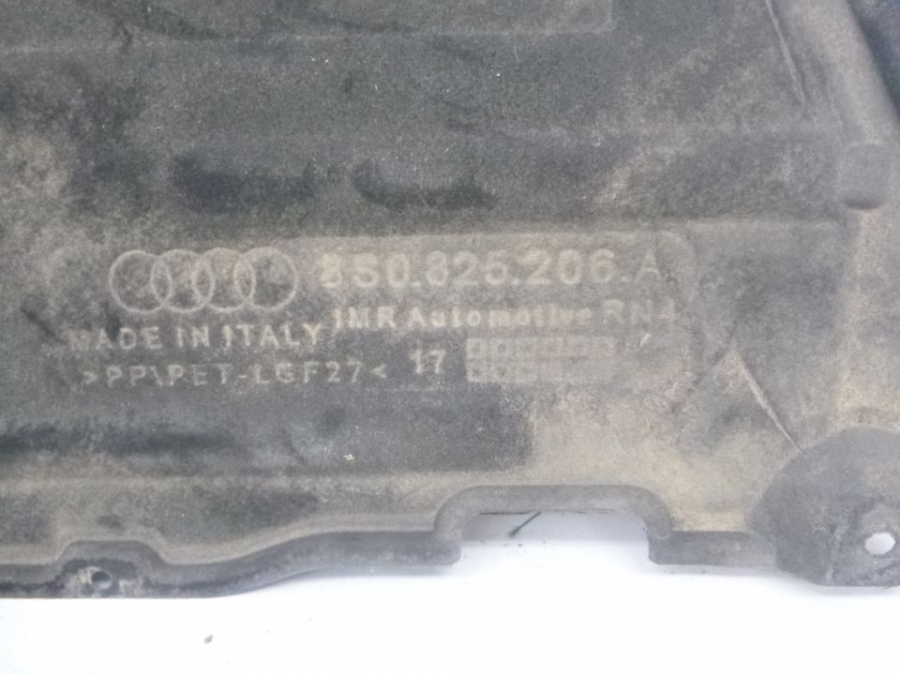 8S0.825.206.A
IMR Automotive RN4
MADE IN ITALY
>PP\PET-LGF27< 17